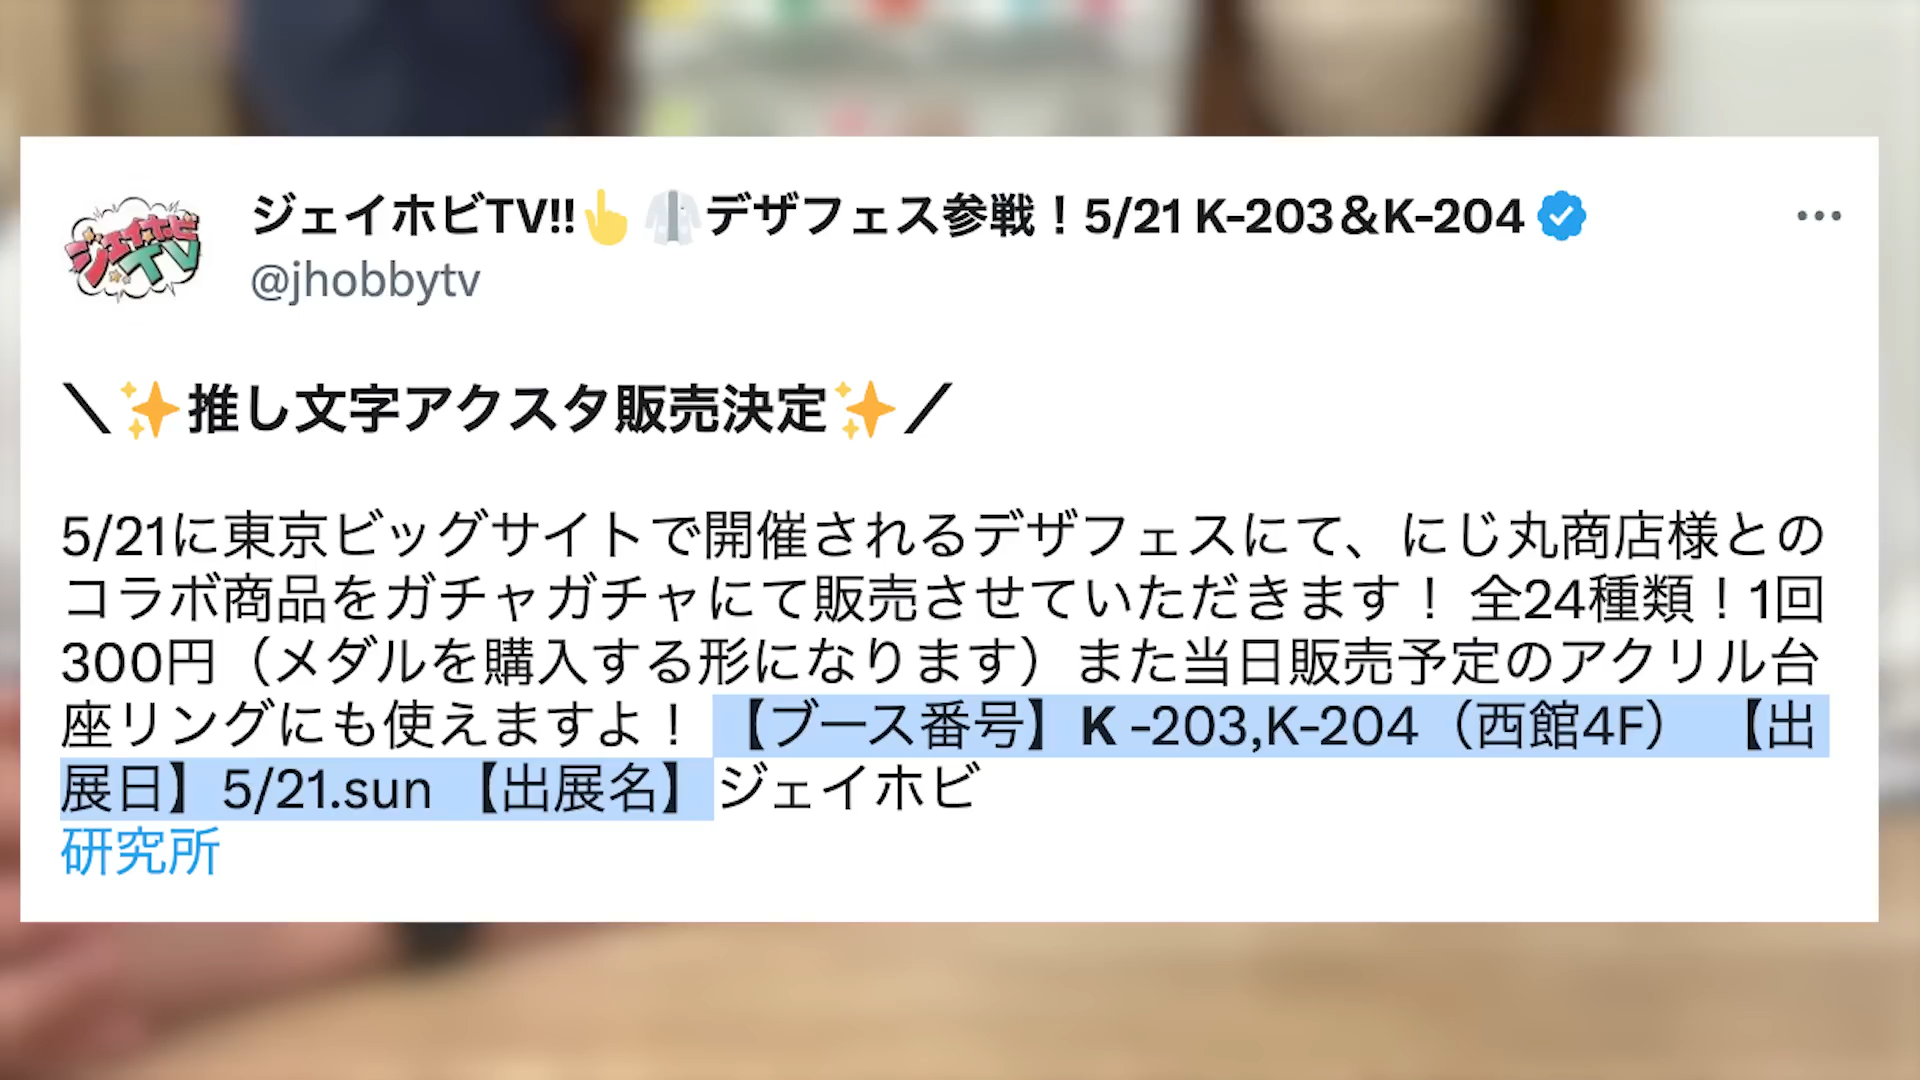 ジェイホビTV
ジェイホビTV!!👆🥼デザフェス参戦！5/21 K-203&K-204
@jhobbytv
＼✨推し文字アクスタ販売決定✨／
5/21に東京ビッグサイトで開催されるデザフェスにて、にじ丸商店様との
コラボ商品をガチャガチャにて販売させていただきます！ 全24種類！1回
300円（メダルを購入する形になります）また当日販売予定のアクリル台
座リングにも使えますよ！ 【ブース番号】K -203,K-204（西館4F） 【出
展日】5/21.sun 【出展名】ジェイホビ
研究所